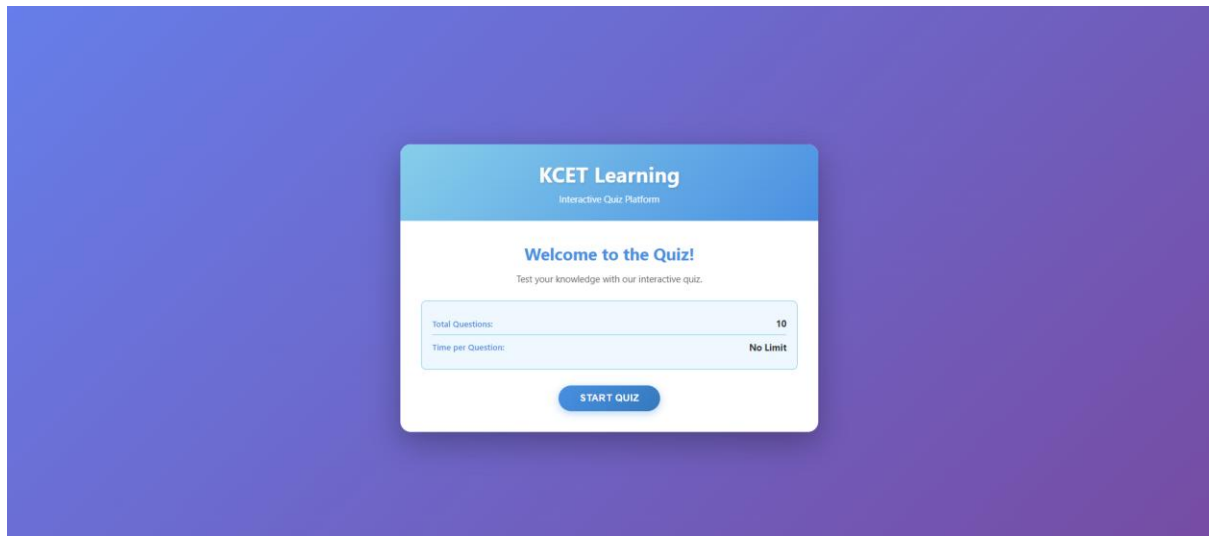 KCET Learning
Interactive Quiz Platform
Welcome to the Quiz!
Test your knowledge with our interactive quiz.
Total Questions: 10
Time per Question: No Limit
START QUIZ